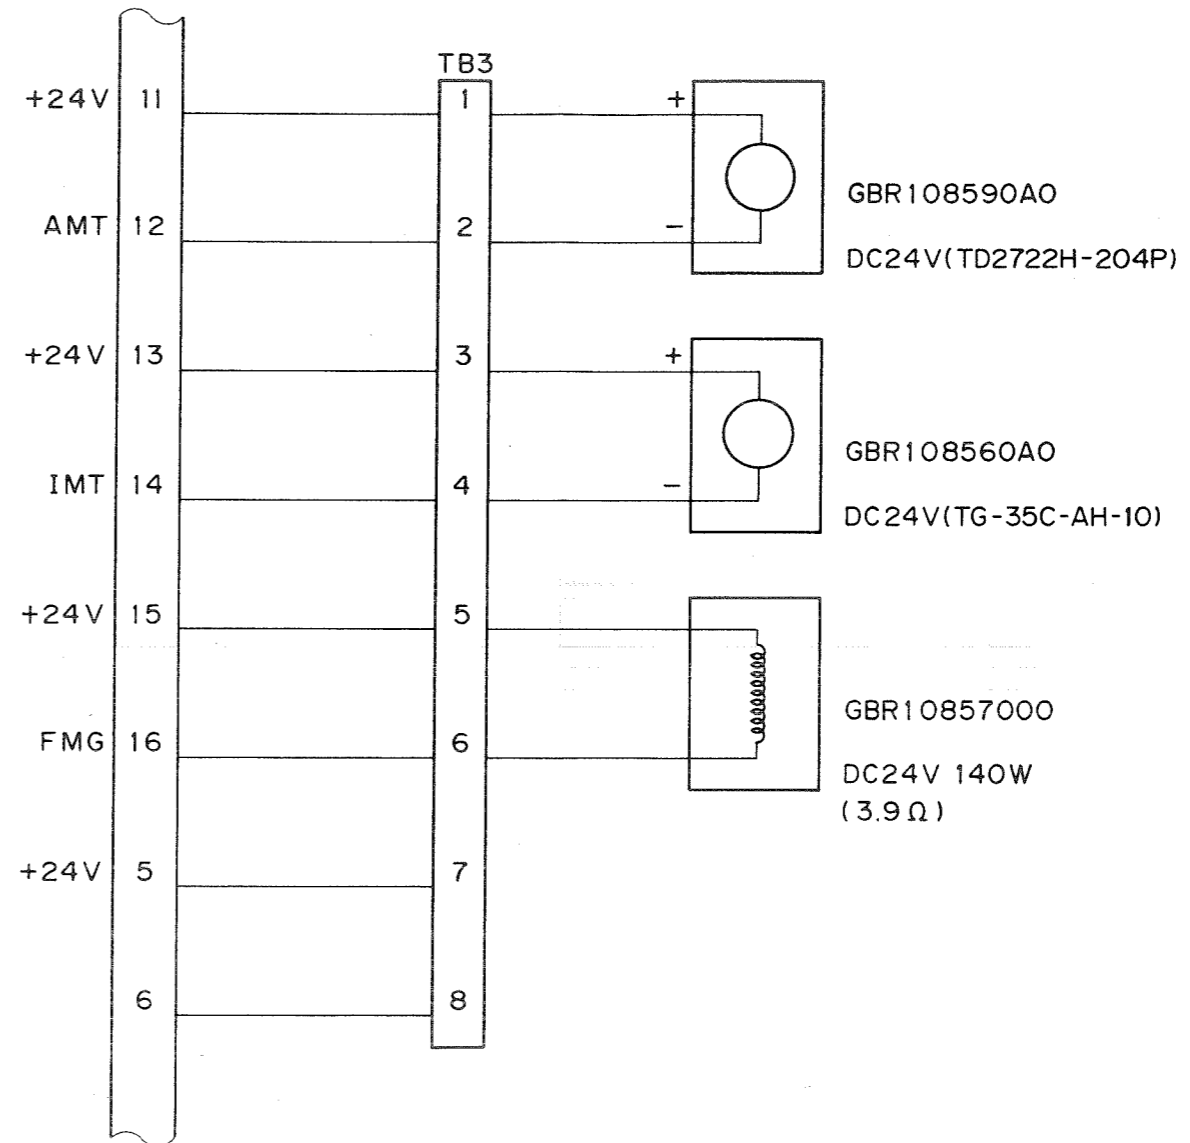 TB3
+24V 11 1 +
GBR108590A0
AMT 12 2 -
DC24V(TD2722H-204P)
+24V 13 3 +
GBR108560A0
IMT 14 4 -
DC24V(TG-35C-AH-10)
+24V 15 5
GBR10857000
FMG 16 6
DC24V 140W
(3.9Ω)
+24V 5 7
6 8